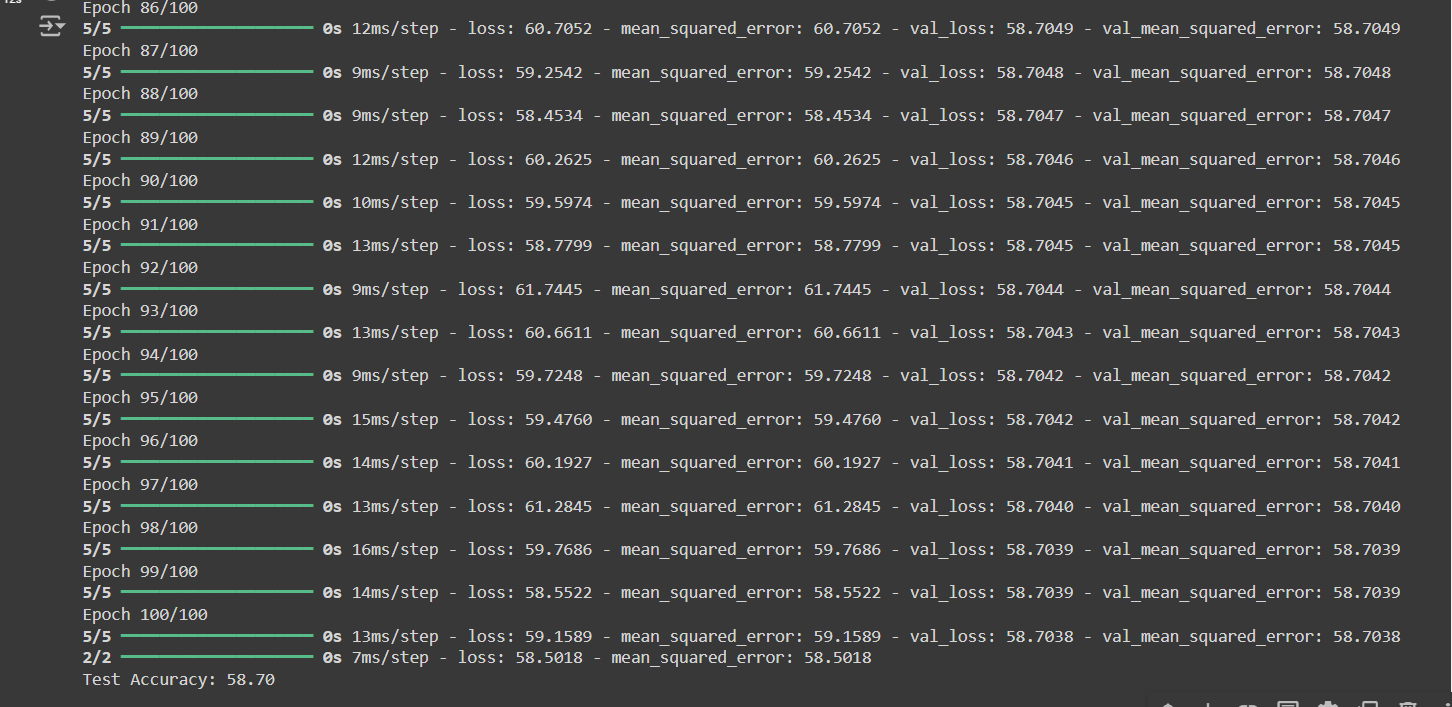 12s
Epoch 86/100
5/5 0s 12ms/step - loss: 60.7052 - mean_squared_error: 60.7052 - val_loss: 58.7049 - val_mean_squared_error: 58.7049
Epoch 87/100
5/5 0s 9ms/step - loss: 59.2542 - mean_squared_error: 59.2542 - val_loss: 58.7048 - val_mean_squared_error: 58.7048
Epoch 88/100
5/5 0s 9ms/step - loss: 58.4534 - mean_squared_error: 58.4534 - val_loss: 58.7047 - val_mean_squared_error: 58.7047
Epoch 89/100
5/5 0s 12ms/step - loss: 60.2625 - mean_squared_error: 60.2625 - val_loss: 58.7046 - val_mean_squared_error: 58.7046
Epoch 90/100
5/5 0s 10ms/step - loss: 59.5974 - mean_squared_error: 59.5974 - val_loss: 58.7045 - val_mean_squared_error: 58.7045
Epoch 91/100
5/5 0s 13ms/step - loss: 58.7799 - mean_squared_error: 58.7799 - val_loss: 58.7045 - val_mean_squared_error: 58.7045
Epoch 92/100
5/5 0s 9ms/step - loss: 61.7445 - mean_squared_error: 61.7445 - val_loss: 58.7044 - val_mean_squared_error: 58.7044
Epoch 93/100
5/5 0s 13ms/step - loss: 60.6611 - mean_squared_error: 60.6611 - val_loss: 58.7043 - val_mean_squared_error: 58.7043
Epoch 94/100
5/5 0s 9ms/step - loss: 59.7248 - mean_squared_error: 59.7248 - val_loss: 58.7042 - val_mean_squared_error: 58.7042
Epoch 95/100
5/5 0s 15ms/step - loss: 59.4760 - mean_squared_error: 59.4760 - val_loss: 58.7042 - val_mean_squared_error: 58.7042
Epoch 96/100
5/5 0s 14ms/step - loss: 60.1927 - mean_squared_error: 60.1927 - val_loss: 58.7041 - val_mean_squared_error: 58.7041
Epoch 97/100
5/5 0s 13ms/step - loss: 61.2845 - mean_squared_error: 61.2845 - val_loss: 58.7040 - val_mean_squared_error: 58.7040
Epoch 98/100
5/5 0s 16ms/step - loss: 59.7686 - mean_squared_error: 59.7686 - val_loss: 58.7039 - val_mean_squared_error: 58.7039
Epoch 99/100
5/5 0s 14ms/step - loss: 58.5522 - mean_squared_error: 58.5522 - val_loss: 58.7039 - val_mean_squared_error: 58.7039
Epoch 100/100
5/5 0s 13ms/step - loss: 59.1589 - mean_squared_error: 59.1589 - val_loss: 58.7038 - val_mean_squared_error: 58.7038
2/2 0s 7ms/step - loss: 58.5018 - mean_squared_error: 58.5018
Test Accuracy: 58.70